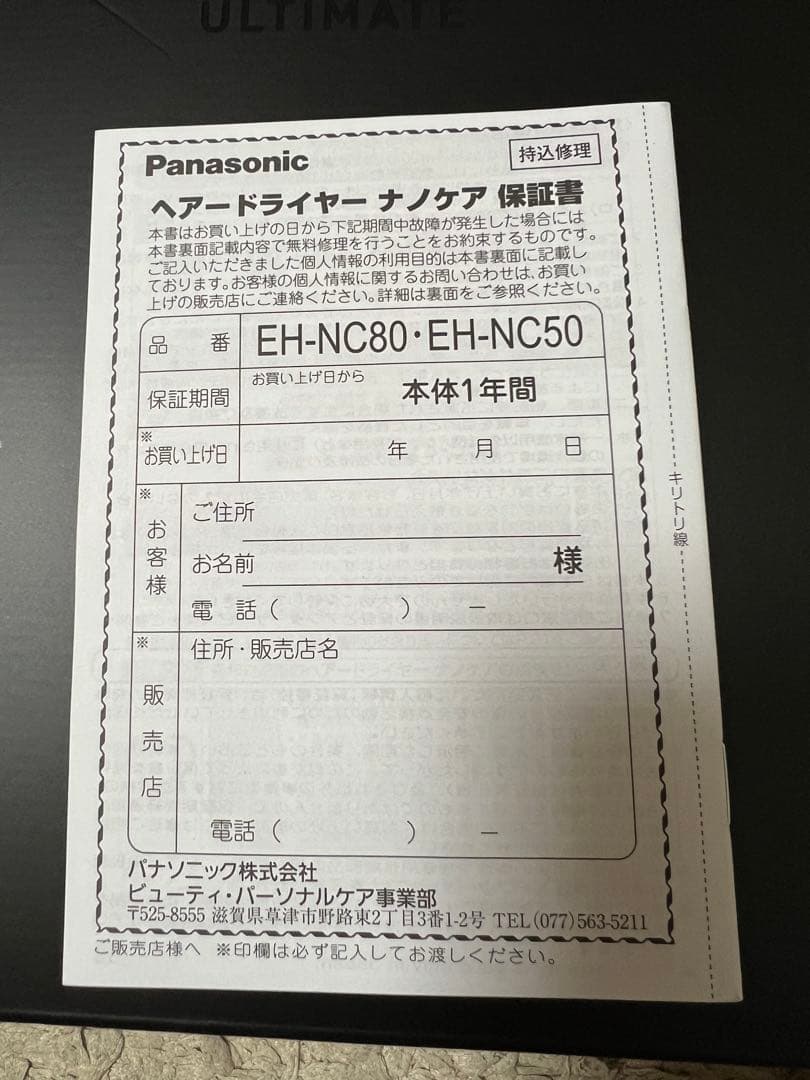 ULTIMATE
Panasonic
持込修理
ヘアードライヤー ナノケア 保証書
本書はお買い上げの日から下記期間中故障が発生した場合には
本書裏面記載内容で無料修理を行うことをお約束するものです。
ご記入いただきました個人情報の利用目的は本書裏面に記載し
ております。お客様の個人情報に関するお問い合わせは、お買い
上げの販売店にご連絡ください。詳細は裏面をご参照ください。
品 番 EH-NC80・EH-NC50
保証期間 お買い上げ日から 本体1年間
※お買い上げ日 年 月 日
※お客様
ご住所
お名前 様
電 話( ) −
※販売店
住所・販売店名
電話( ) −
パナソニック株式会社
ビューティ・パーソナルケア事業部
〒525-8555 滋賀県草津市野路東2丁目3番1-2号 TEL(077)563-5211
ご販売店様へ ※印欄は必ず記入してお渡しください。
キリトリ線